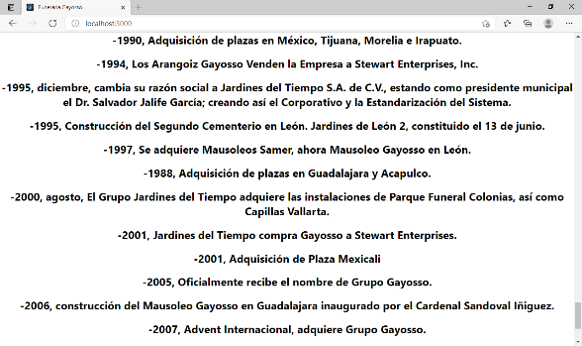 Funeraria Gayosso
localhost:3000
-1990, Adquisición de plazas en México, Tijuana, Morelia e Irapuato.
-1994, Los Arangoiz Gayosso Venden la Empresa a Stewart Enterprises, Inc.
-1995, diciembre, cambia su razón social a Jardines del Tiempo S.A. de C.V., estando como presidente municipal
el Dr. Salvador Jalife García; creando así el Corporativo y la Estandarización del Sistema.
-1995, Construcción del Segundo Cementerio en León. Jardines de León 2, constituido el 13 de junio.
-1997, Se adquiere Mausoleos Samer, ahora Mausoleo Gayosso en León.
-1988, Adquisición de plazas en Guadalajara y Acapulco.
-2000, agosto, El Grupo Jardines del Tiempo adquiere las instalaciones de Parque Funeral Colonias, así como
Capillas Vallarta.
-2001, Jardines del Tiempo compra Gayosso a Stewart Enterprises.
-2001, Adquisición de Plaza Mexicali
-2005, Oficialmente recibe el nombre de Grupo Gayosso.
-2006, construcción del Mausoleo Gayosso en Guadalajara inaugurado por el Cardenal Sandoval Iñiguez.
-2007, Advent Internacional, adquiere Grupo Gayosso.